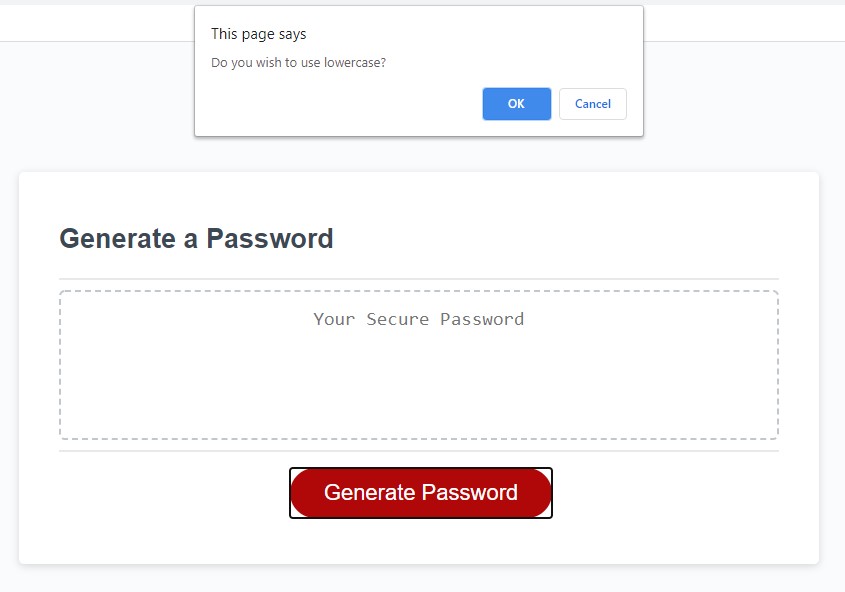 This page says
Do you wish to use lowercase?
OK
Cancel
Generate a Password
Your Secure Password
Generate Password